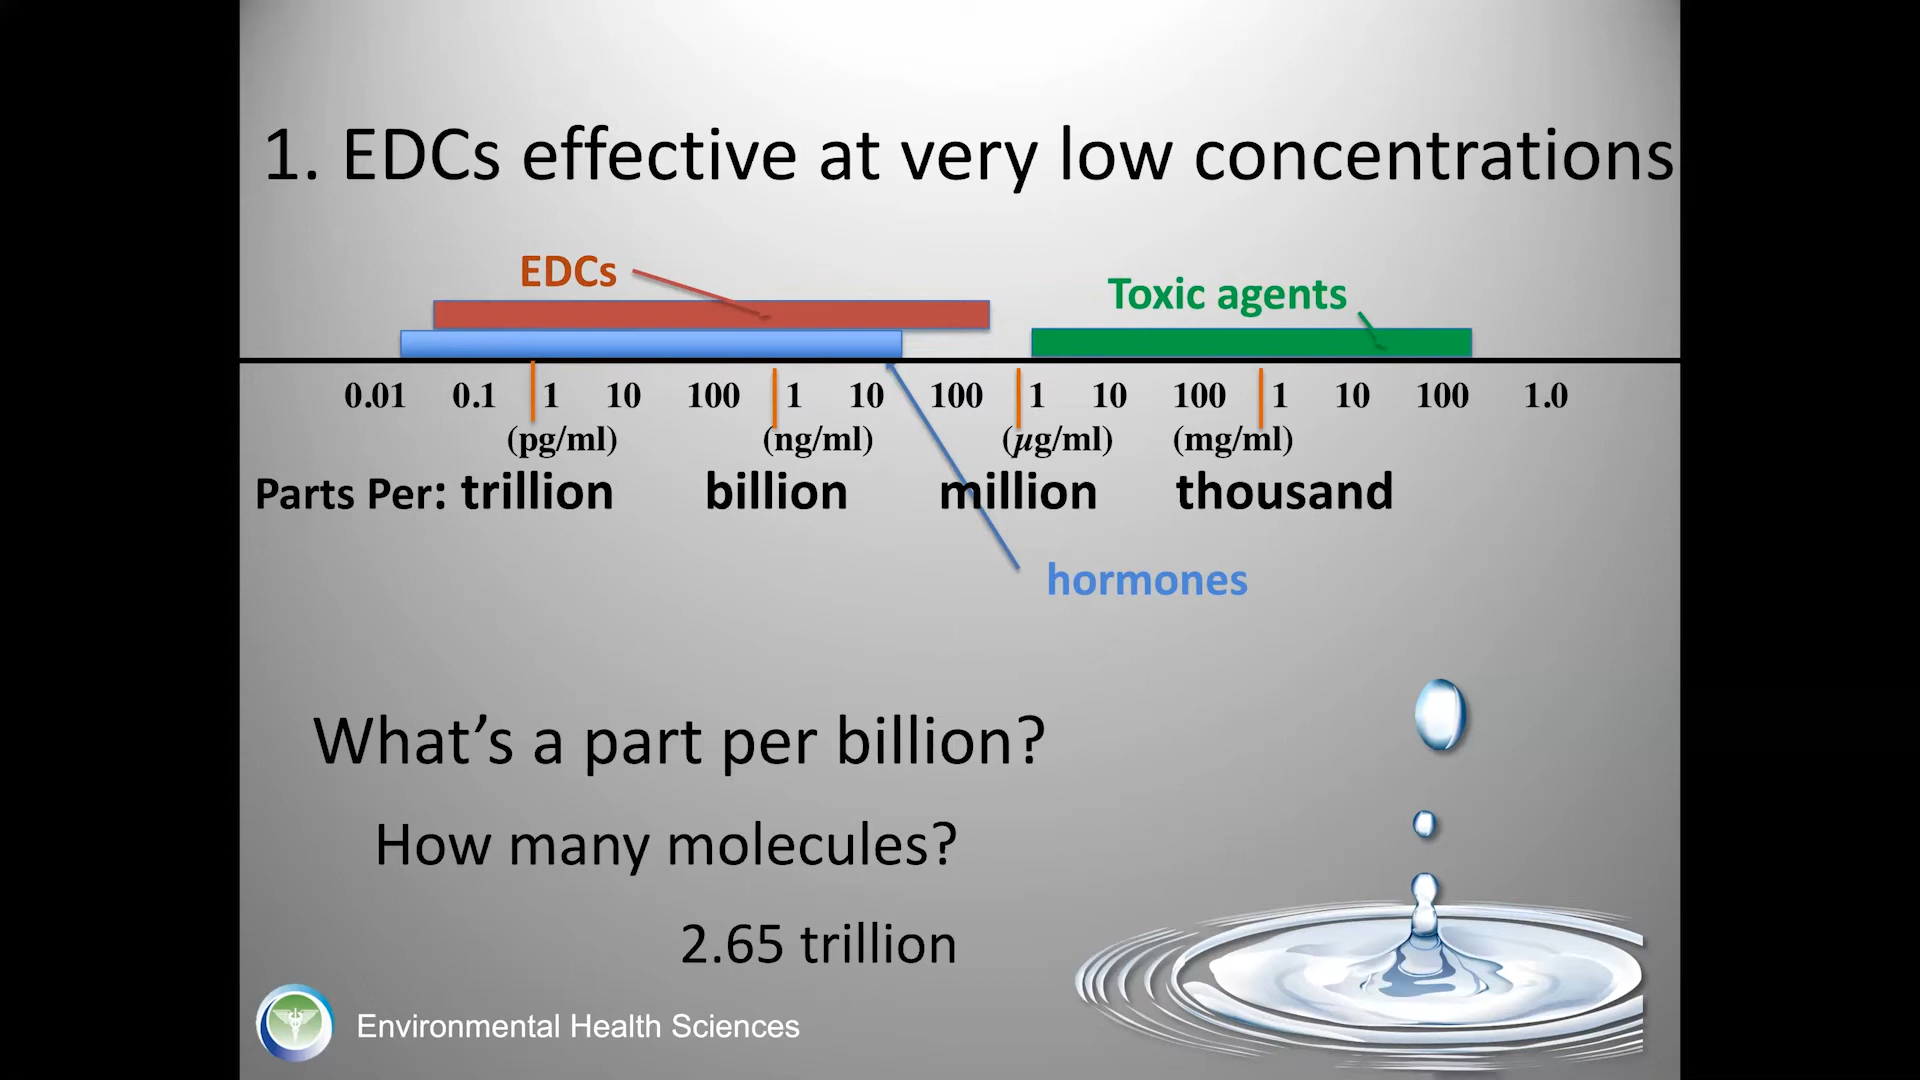 1. EDCs effective at very low concentrations
EDCs
Toxic agents
0.01 0.1 1 10 100 1 10 100 1 10 100 1 10 100 1.0
(pg/ml) (ng/ml) (µg/ml) (mg/ml)
Parts Per: trillion billion million thousand
hormones
What’s a part per billion?
How many molecules?
2.65 trillion
Environmental Health Sciences